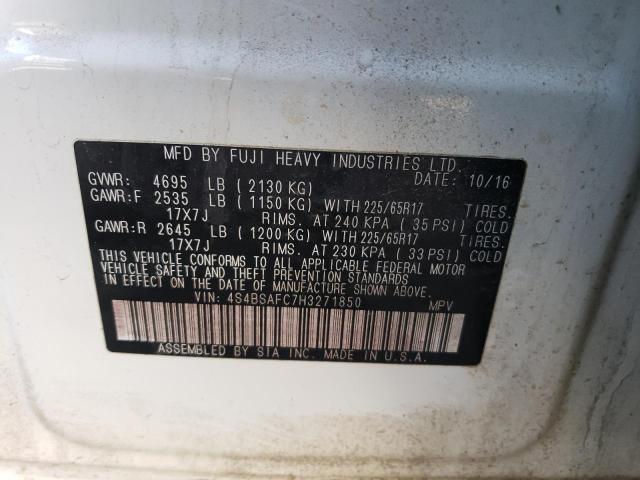 MFD BY FUJI HEAVY INDUSTRIES LTD.
DATE: 10/16
GVWR: 4695 LB (2130 KG)
GAWR:F 2535 LB (1150 KG) WITH 225/65R17 TIRES.
17X7J RIMS. AT 240 KPA (35 PSI) COLD
GAWR:R 2645 LB (1200 KG) WITH 225/65R17 TIRES.
17X7J RIMS. AT 230 KPA (33 PSI) COLD
THIS VEHICLE CONFORMS TO ALL APPLICABLE FEDERAL MOTOR
VEHICLE SAFETY AND THEFT PREVENTION STANDARDS
IN EFFECT ON THE DATE OF MANUFACTURE SHOWN ABOVE.
VIN: 4S4BSAFC7H3271850 MPV
ASSEMBLED BY SIA INC. MADE IN U.S.A.